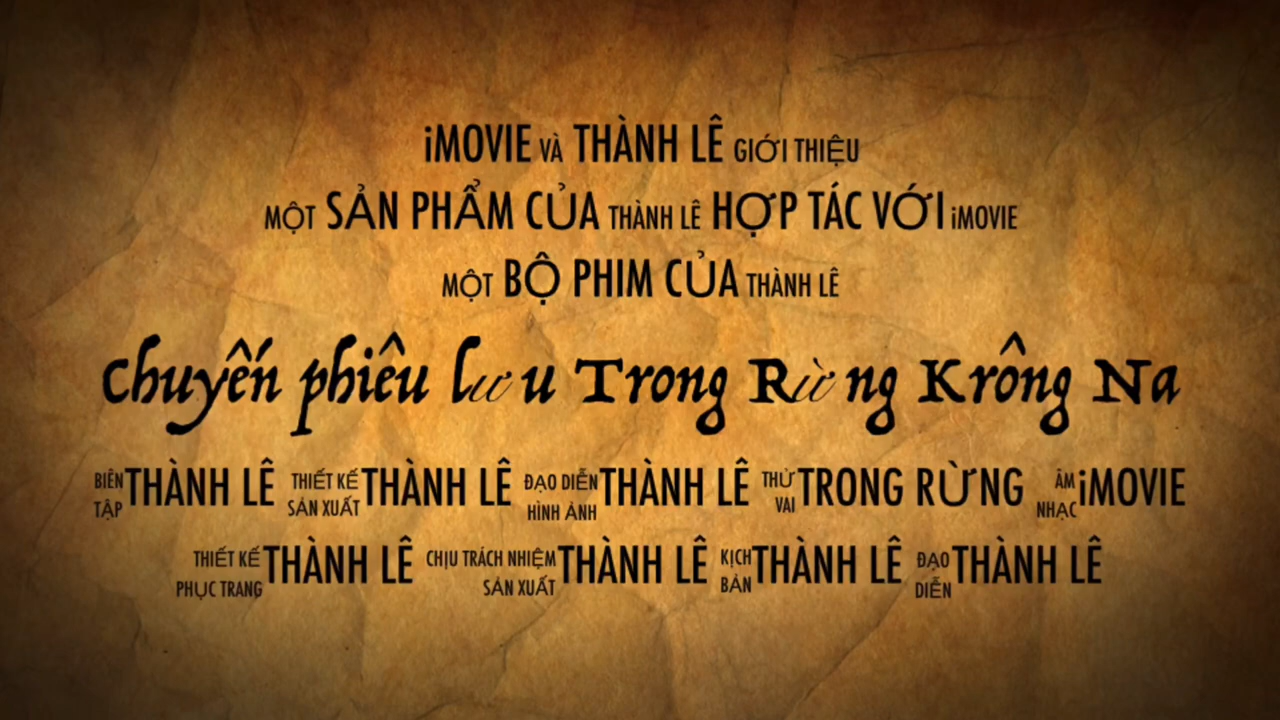 iMOVIE VÀ THÀNH LÊ GIỚI THIỆU
MỘT SẢN PHẨM CỦA THÀNH LÊ HỢP TÁC VỚI iMOVIE
MỘT BỘ PHIM CỦA THÀNH LÊ
Chuyến phiêu lưu Trong Rừng Krông Na
BIÊN TẬP THÀNH LÊ THIẾT KẾ SẢN XUẤT THÀNH LÊ ĐẠO DIỄN HÌNH ẢNH THÀNH LÊ THỬ VAI TRONG RỪNG ÂM NHẠC iMOVIE
THIẾT KẾ PHỤC TRANG THÀNH LÊ CHỊU TRÁCH NHIỆM SẢN XUẤT THÀNH LÊ KỊCH BẢN THÀNH LÊ ĐẠO DIỄN THÀNH LÊ